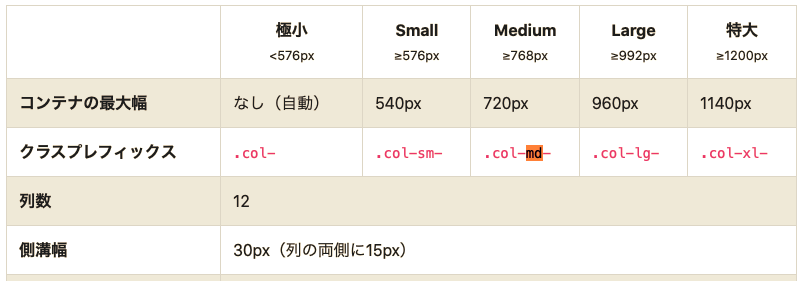 極小 Small Medium Large 特大
<576px ≥576px ≥768px ≥992px ≥1200px
コンテナの最大幅 なし（自動） 540px 720px 960px 1140px
クラスプレフィックス .col- .col-sm- .col-md- .col-lg- .col-xl-
列数 12
側溝幅 30px（列の両側に15px）